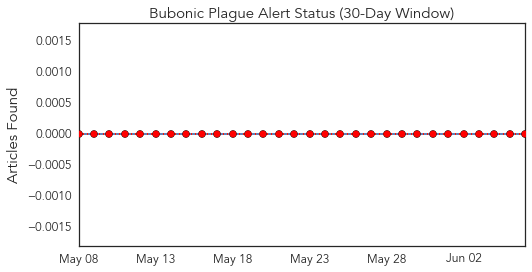 Bubonic Plague Alert Status (30-Day Window)
Articles Found
0.0015
0.0010
0.0005
0.0000
−0.0005
−0.0010
−0.0015
May 08 May 13 May 18 May 23 May 28 Jun 02